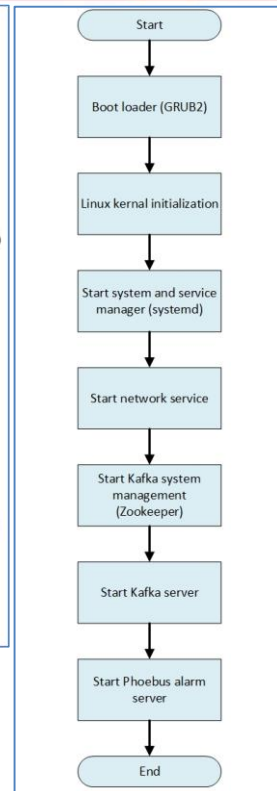 Start
Boot loader (GRUB2)
Linux kernel initialization
Start system and service
manager (systemd)
Start network service
Start Kafka system
management
(Zookeeper)
Start Kafka server
Start Phoebus alarm
server
End